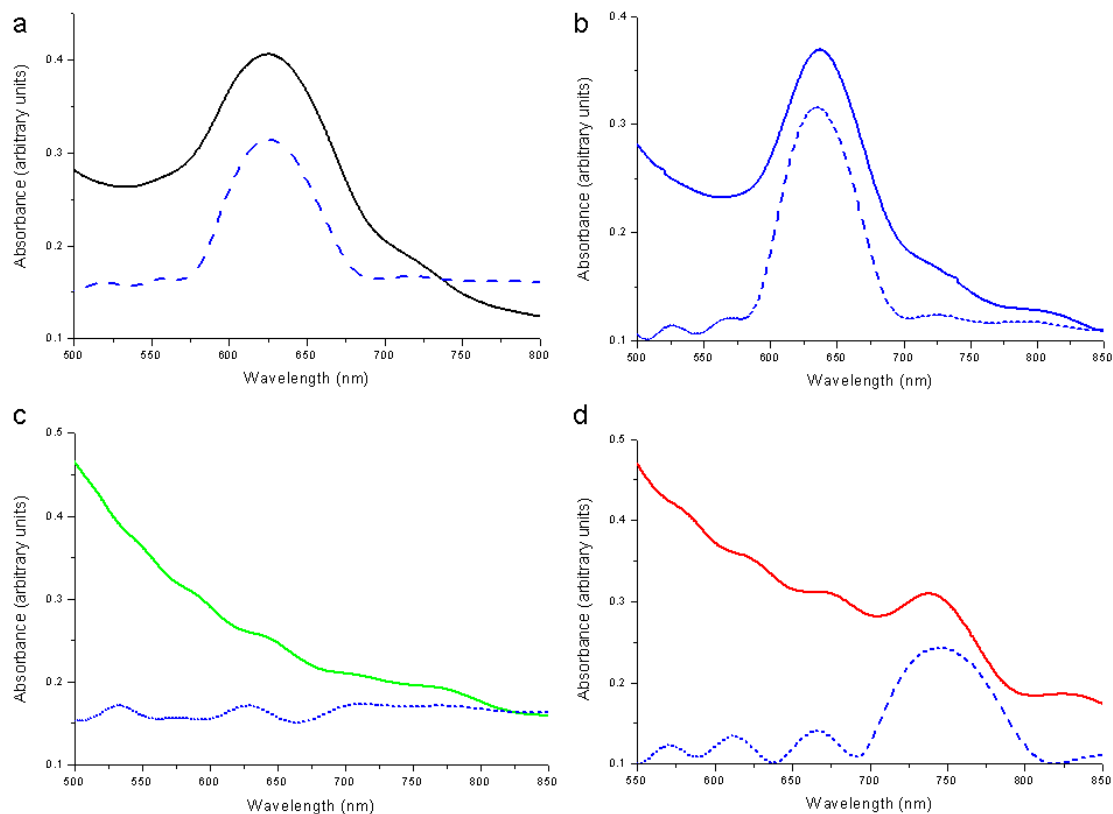 a
Absorbance (arbitrary units)
0.4
0.3
0.2
0.1
500 550 600 650 700 750 800
Wavelength (nm)
b
Absorbance (arbitrary units)
0.4
0.3
0.2
0.1
500 550 600 650 700 750 800 850
Wavelength (nm)
c
Absorbance (arbitrary units)
0.5
0.4
0.3
0.2
0.1
500 550 600 650 700 750 800 850
Wavelength (nm)
d
Absorbance (arbitrary units)
0.5
0.4
0.3
0.2
0.1
550 600 650 700 750 800 850
Wavelength (nm)